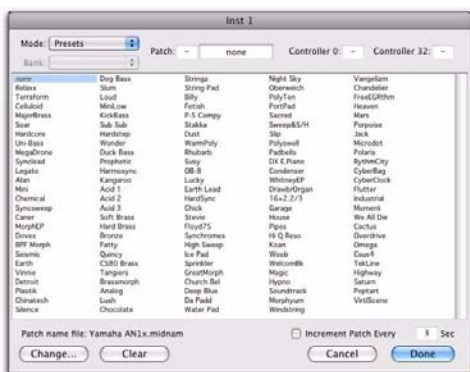 Inst 1
Mode: Presets
Patch: - none
Controller 0: -
Controller 32: -
Bank:
none Dog Bass Stringz Night Sky Vangelizm
Relaxx Slum String Pad Oberweich Chandelier
Terraform Loud Billy PolyTen FreeEGRthm
Celluloid MiniLow Fetish PortPad Heaven
MajorBrass KickBass P-5 Compy Sacred Mars
Soar Sub Sub Stakka Sweep&S/H Porpoise
Hardcore Hardstep Dust Slip Jack
Uni-Bass Wonder WarmPoly Polyswell Microdot
MegaDrone Duck Bass Rhubarb Padbells Polaris
Synclead Prophetic Susy DX E.Piano RythmCity
Legato Harmosync OB-8 Condenser CyberBag
Alan Kangaroo Lucky WhitneyEP CyberClock
Mini Acid 1 Earth Lead DrawbrOrgan Flutter
Chemical Acid 2 HardSync 16+2.2/3 Industrial
Syncsweep Acid 3 Chick Garage
Caner Soft Brass Stevie House We All Die
MorphEP Hard Brass Floyd75 Pipes Cactus
Doves Bronze Synchromes Hi Q Reso Overdrive
BPF Morph Fatty High Sweep Koan Omega
Seismic Quincy Ice Pad Woob
Earth CS80 Brass Sprinkler WelcomBk TekLine
Vinnie Tangiers GreatMorph Magic Highway
Detroit Brassmorph Church Bel Hypno Saturn
Plastik Analog Deep Blue Soundtrack Peptart
Chinatech Lush Da Padd Morphyum VirtlScene
Silence Chocolate Water Pad Windstring
Patch name file: Yamaha AN1x.midnam
Increment Patch Every 3 Sec
Change... Clear Cancel Done